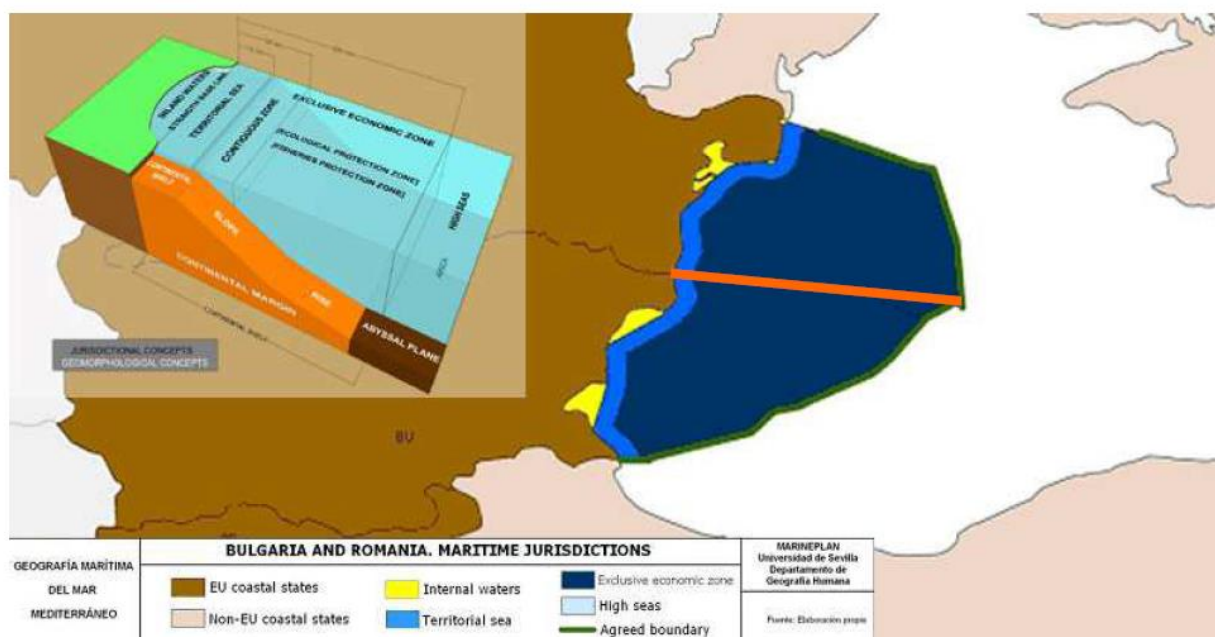 INLAND WATERS
STRAIGHT BASE LINE
TERRITORIAL SEA
CONTIGUOUS ZONE
EXCLUSIVE ECONOMIC ZONE
[ECOLOGICAL PROTECTION ZONE]
[FISHERIES PROTECTION ZONE]
HIGH SEAS
CONTINENTAL
SHELF
SLOPE
RISE
CONTINENTAL MARGIN
ABYSSAL PLANE
CONTINENTAL SHELF
JURISDICTIONAL CONCEPTS
GEOMORPHOLOGICAL CONCEPTS
BU
GEOGRAFÍA MARÍTIMA
DEL MAR
MEDITERRÁNEO
BULGARIA AND ROMANIA. MARITIME JURISDICTIONS
EU coastal states
Non-EU coastal states
Internal waters
Territorial sea
Exclusive economic zone
High seas
Agreed boundary
MARINEPLAN
Universidad de Sevilla
Departamento de
Geografía Humana
Fuente: Elaboración propia